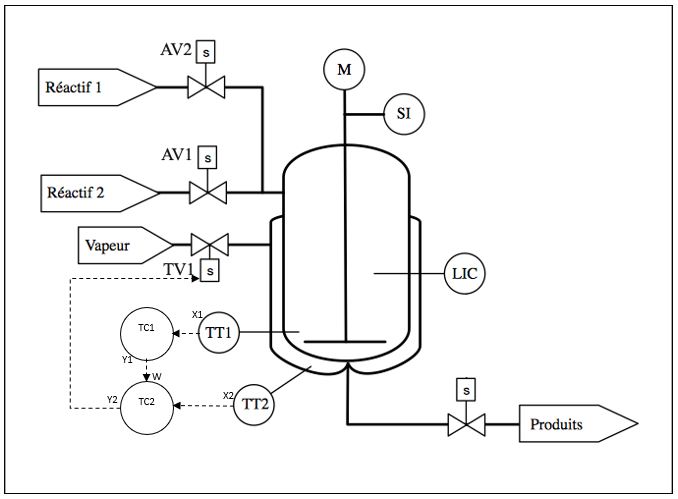 AV2
s
M
Réactif 1
SI
AV1
s
Réactif 2
Vapeur
TV1
s
LIC
X1
TC1
TT1
Y1
W
X2
Y2
TC2
TT2
s
Produits